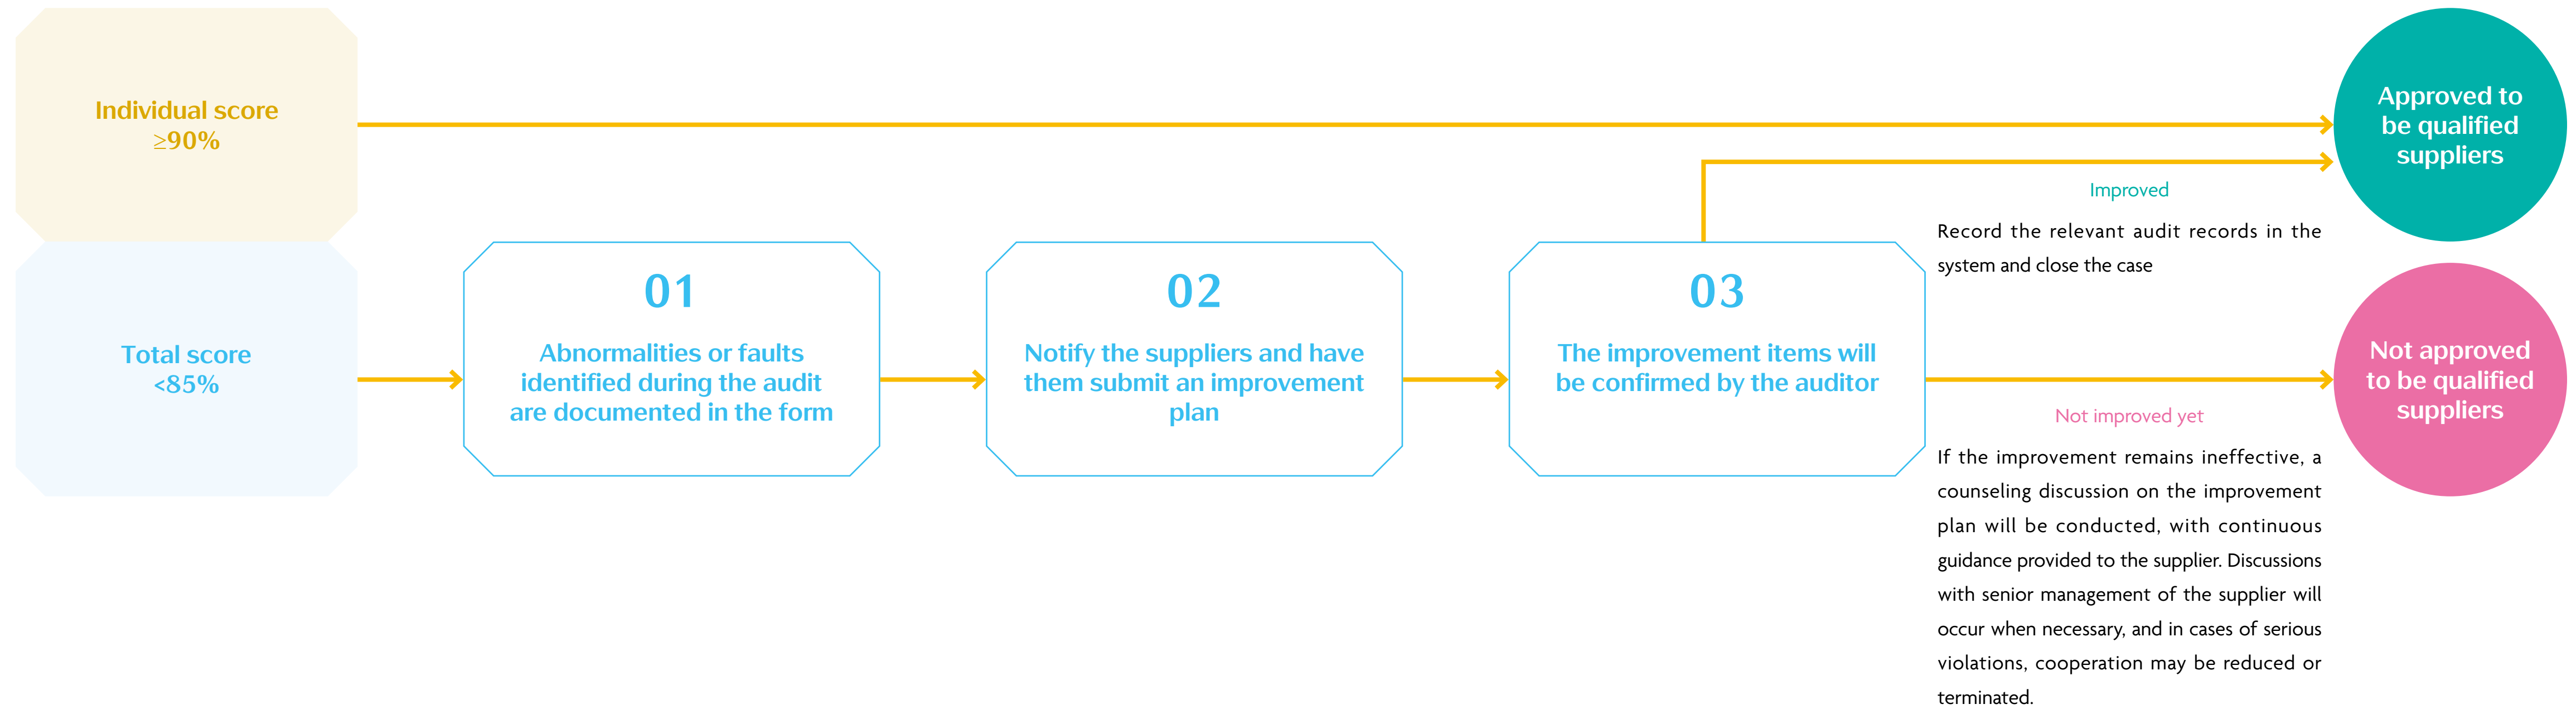 Individual score
≥90%
Approved to
be qualified
suppliers
Improved
Record the relevant audit records in the
system and close the case
Total score
<85%
01
Abnormalities or faults
identified during the audit
are documented in the form
02
Notify the suppliers and have
them submit an improvement
plan
03
The improvement items will
be confirmed by the auditor
Not approved
to be qualified
suppliers
Not improved yet
If the improvement remains ineffective, a
counseling discussion on the improvement
plan will be conducted, with continuous
guidance provided to the supplier. Discussions
with senior management of the supplier will
occur when necessary, and in cases of serious
violations, cooperation may be reduced or
terminated.